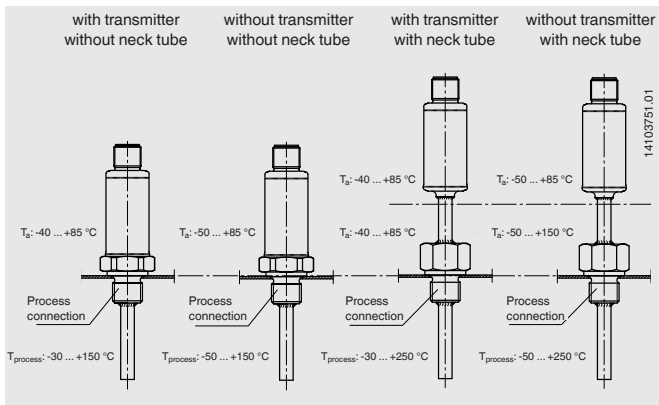 with transmitter
without neck tube
without transmitter
without neck tube
with transmitter
with neck tube
without transmitter
with neck tube
14103751.01
Ta: -40 ... +85 °C
Ta: -50 ... +85 °C
Ta: -40 ... +85 °C
Ta: -50 ... +85 °C
Ta: -40 ... +85 °C
Ta: -50 ... +150 °C
Process
connection
Process
connection
Process
connection
Process
connection
Tprocess: -30 ... +150 °C
Tprocess: -50 ... +150 °C
Tprocess: -30 ... +250 °C
Tprocess: -50 ... +250 °C